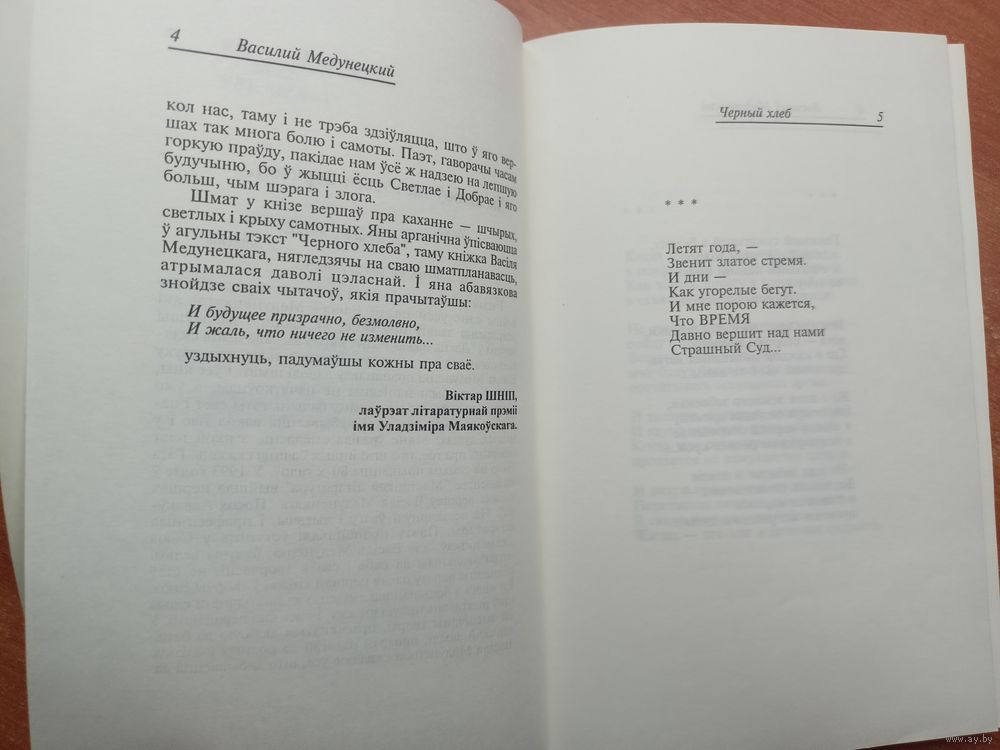 4
Василий Медунецкий
кол нас, таму і не трэба здзіўляцца, што ў яго вер-
шах так многа болю і самоты. Паэт, гаворачы часам
горкую праўду, пакідае нам ўсё ж надзею на лепшую
будучыню, бо ў жыцці ёсць Светлае і Добрае і яго
больш, чым шэрага і злога.
Шмат у кнізе вершаў пра каханне — шчырых,
светлых і крыху самотных. Яны арганічна ўпісваюцца
ў агульны тэкст "Черного хлеба", таму кніжка Васіля
Медунецкага, нягледзячы на сваю шматпланавасць,
атрымалася даволі цэласнай. І яна абавязкова
знойдзе сваіх чытачоў, якія прачытаўшы:
И будущее призрачно, безмолвно,
И жаль, что ничего не изменить...
уздыхнуць, падумаўшы кожны пра сваё.
Віктар ШНІП,
лаўрэат літаратурнай прэміі
імя Уладзіміра Маякоўскага.
Черный хлеб 5
* * *
Летят года, —
Звенит златое стремя.
И дни —
Как угорелые бегут.
И мне порою кажется,
Что ВРЕМЯ
Давно вершит над нами
Страшный Суд...
www.ay.by